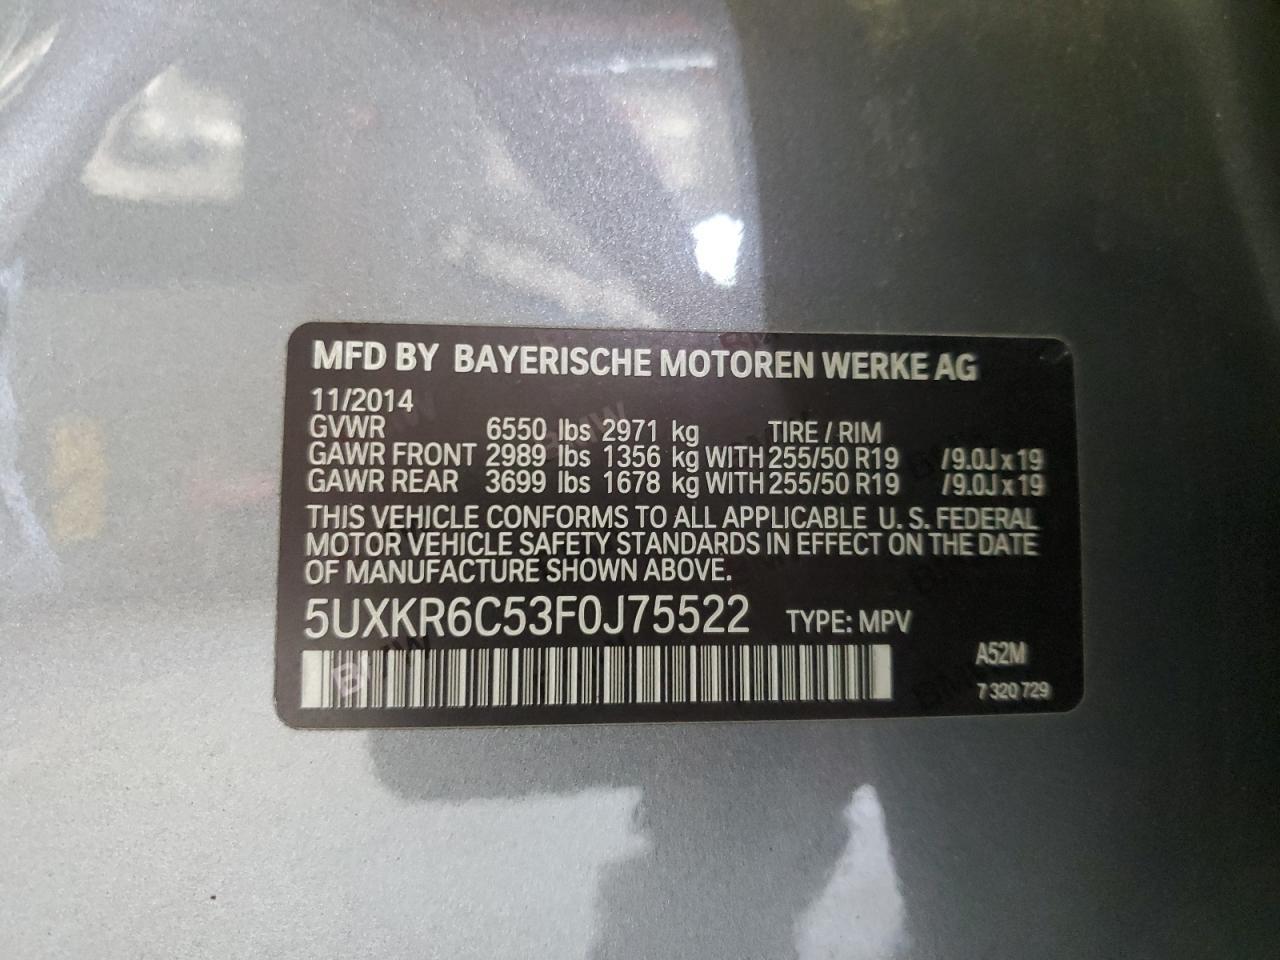 MFD BY BAYERISCHE MOTOREN WERKE AG
11/2014
GVWR 6550 lbs 2971 kg TIRE / RIM
GAWR FRONT 2989 lbs 1356 kg WITH 255/50 R19 /9.0J x 19
GAWR REAR 3699 lbs 1678 kg WITH 255/50 R19 /9.0J x 19
THIS VEHICLE CONFORMS TO ALL APPLICABLE U. S. FEDERAL
MOTOR VEHICLE SAFETY STANDARDS IN EFFECT ON THE DATE
OF MANUFACTURE SHOWN ABOVE.
5UXKR6C53F0J75522 TYPE: MPV
A52M
7 320 729